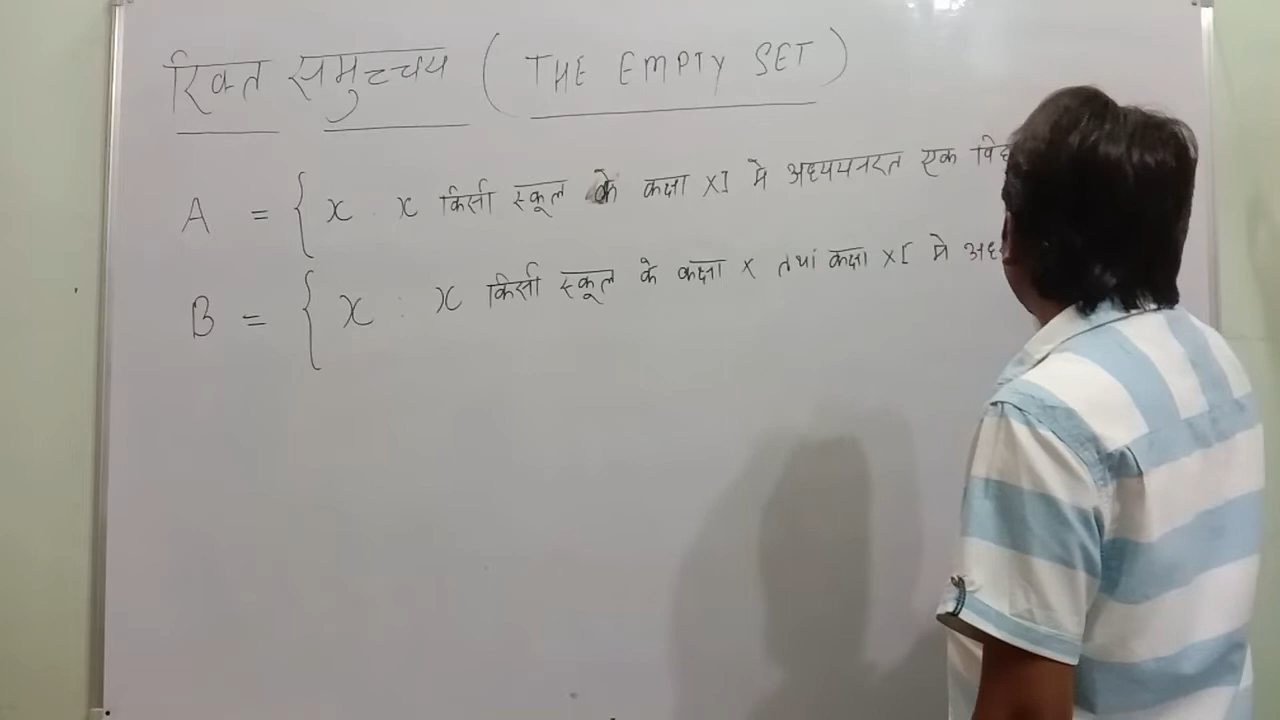 रिक्त समुच्चय ( THE EMPTY SET )
A = { x x किसी स्कूल के कक्षा XI मे अध्ययनरत एक
B = { x : x किसी स्कूल के कक्षा X तथा कक्षा XI मे